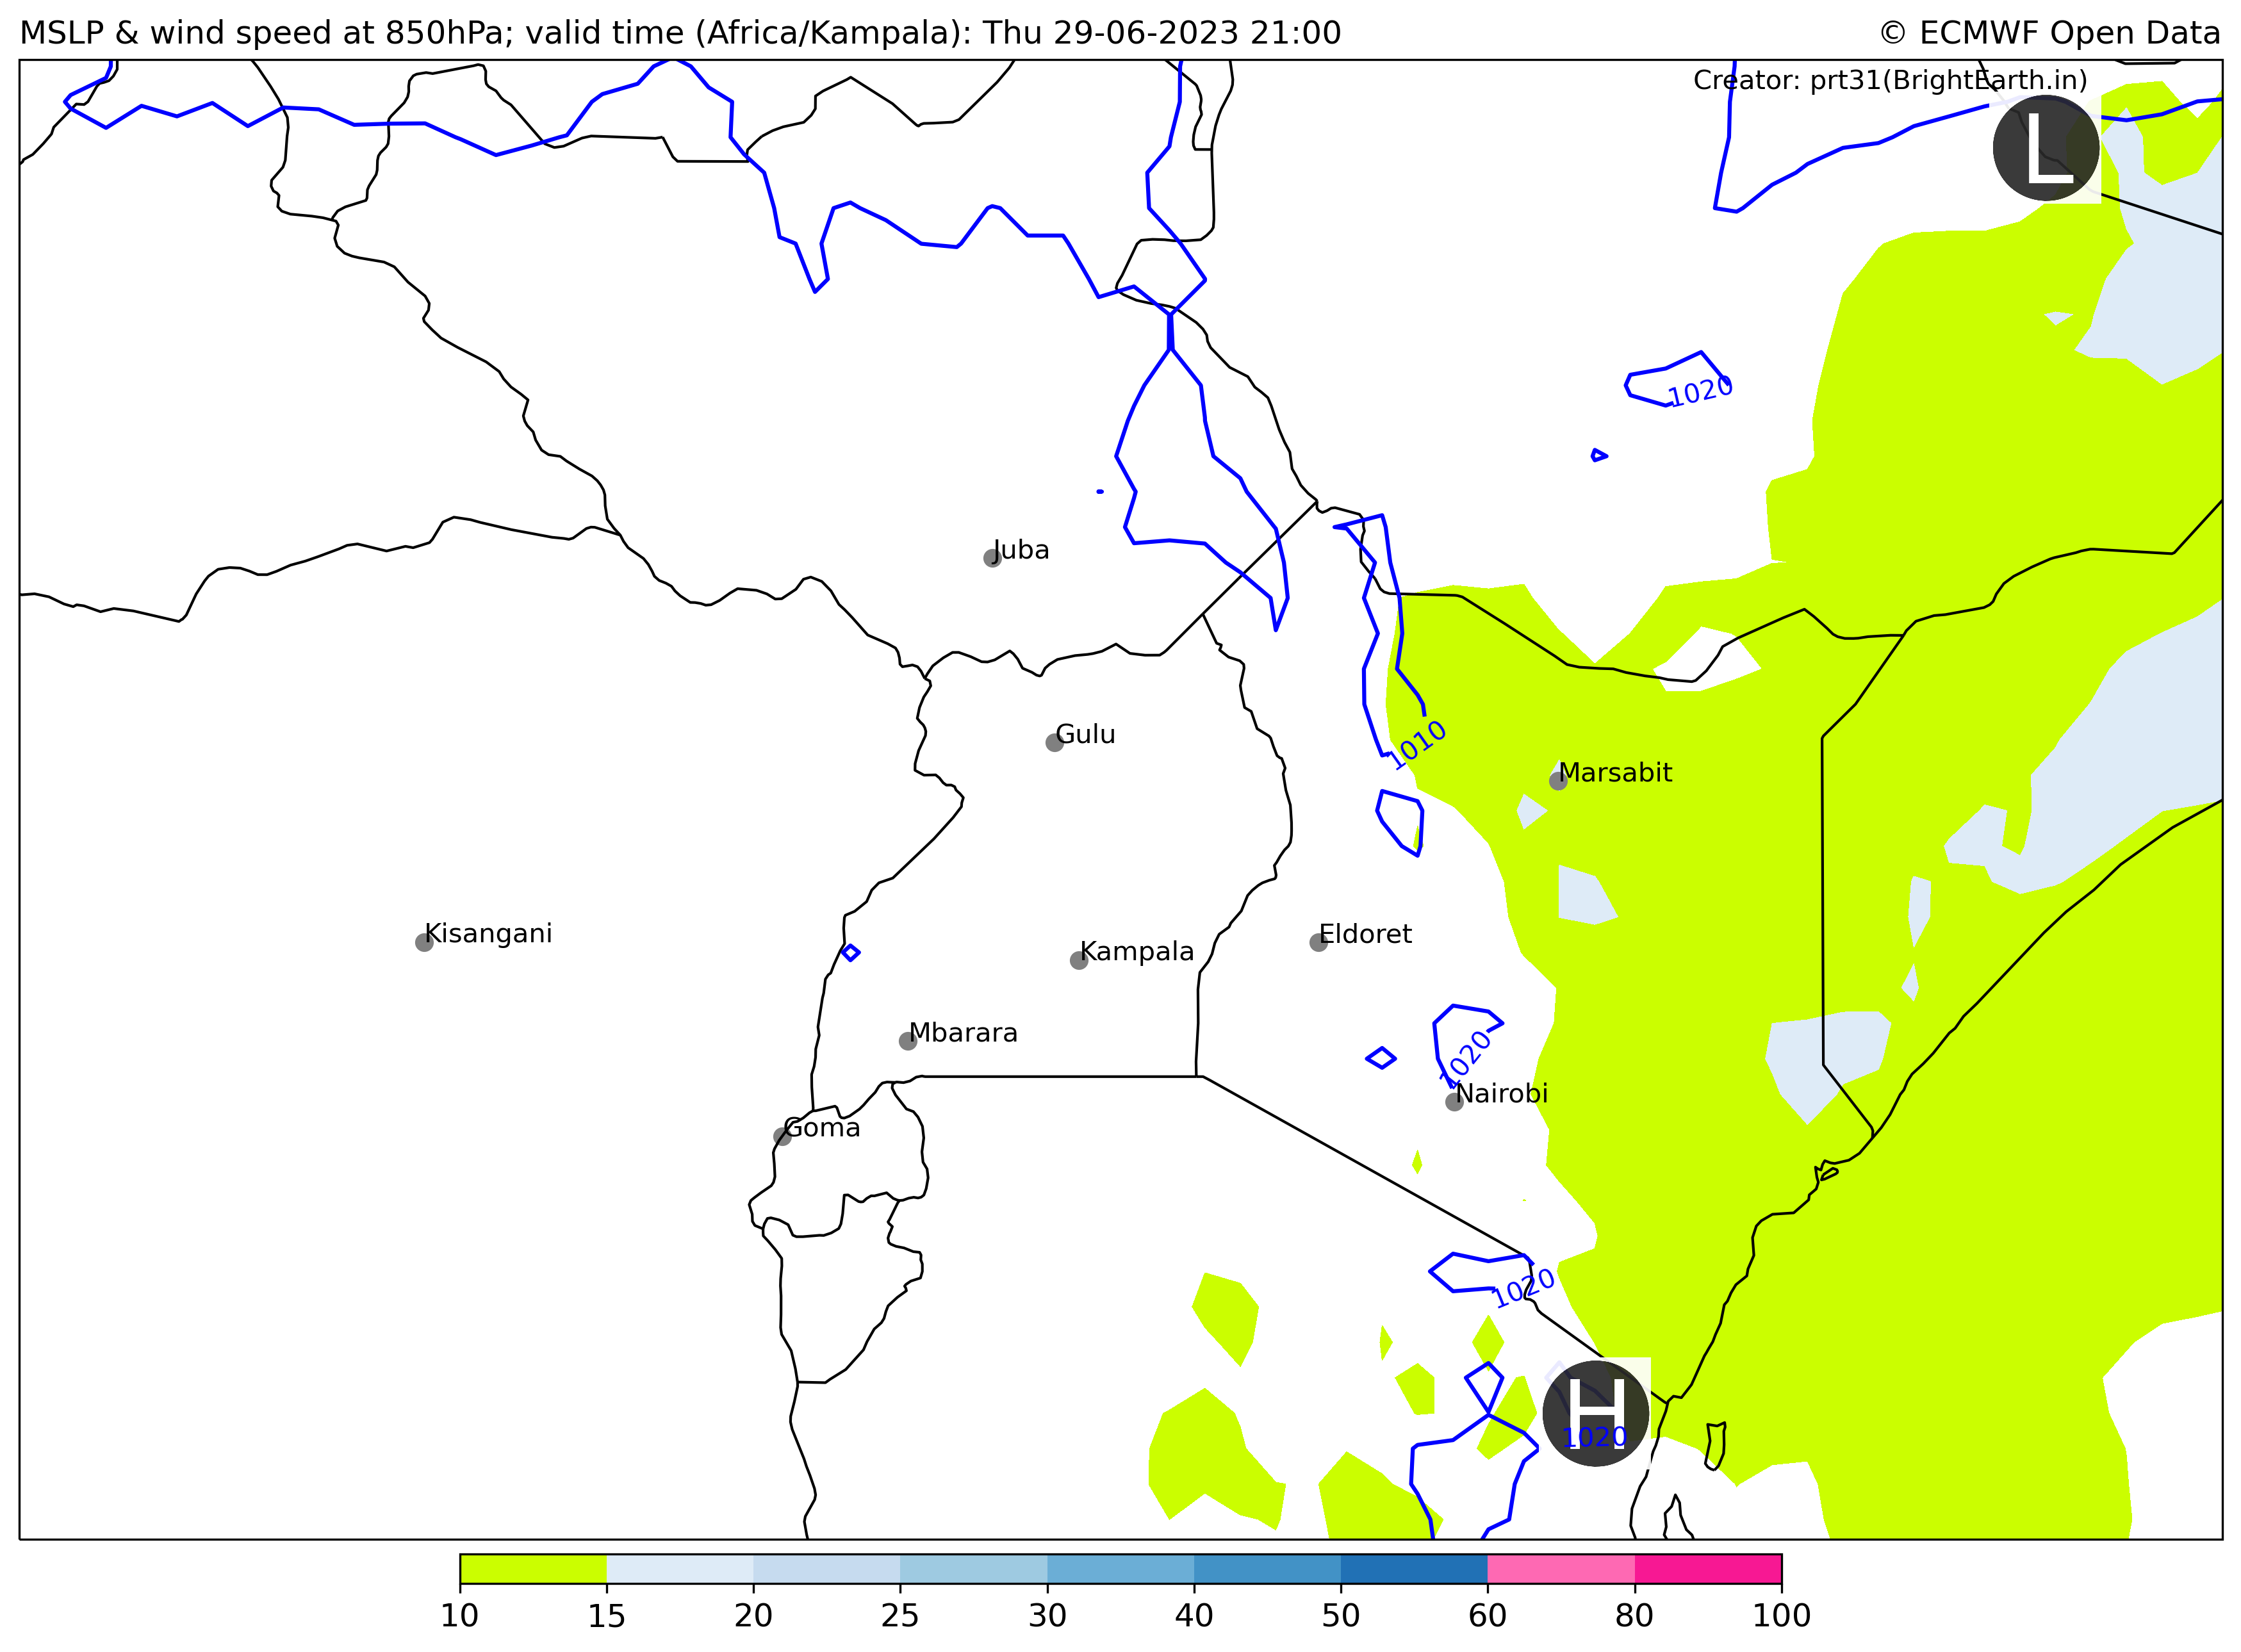 MSLP & wind speed at 850hPa; valid time (Africa/Kampala): Thu 29-06-2023 21:00
© ECMWF Open Data
Creator: prt31(BrightEarth.in)
L
1020
Juba
1010
Gulu
Marsabit
Kisangani
Eldoret
Kampala
Mbarara
1020
Nairobi
Goma
1020
H
1020
10 15 20 25 30 40 50 60 80 100